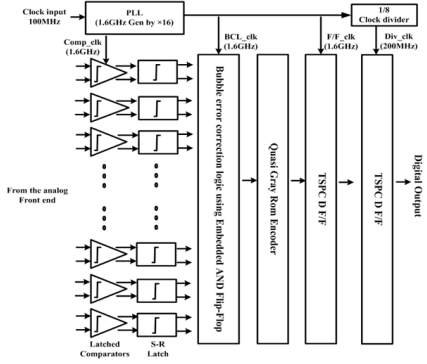 Clock input
100MHz
PLL
(1.6GHz Gen by ×16)
1/8
Clock divider
Comp_clk
(1.6GHz)
BCL_clk
(1.6GHz)
F/F_clk
(1.6GHz)
Div_clk
(200MHz)
From the analog
Front end
Bubble error correction logic using Embedded AND Flip-Flop
Quasi Gray Rom Encoder
TSPC D F/F
TSPC D F/F
Digital Output
Latched
Comparators
S-R
Latch